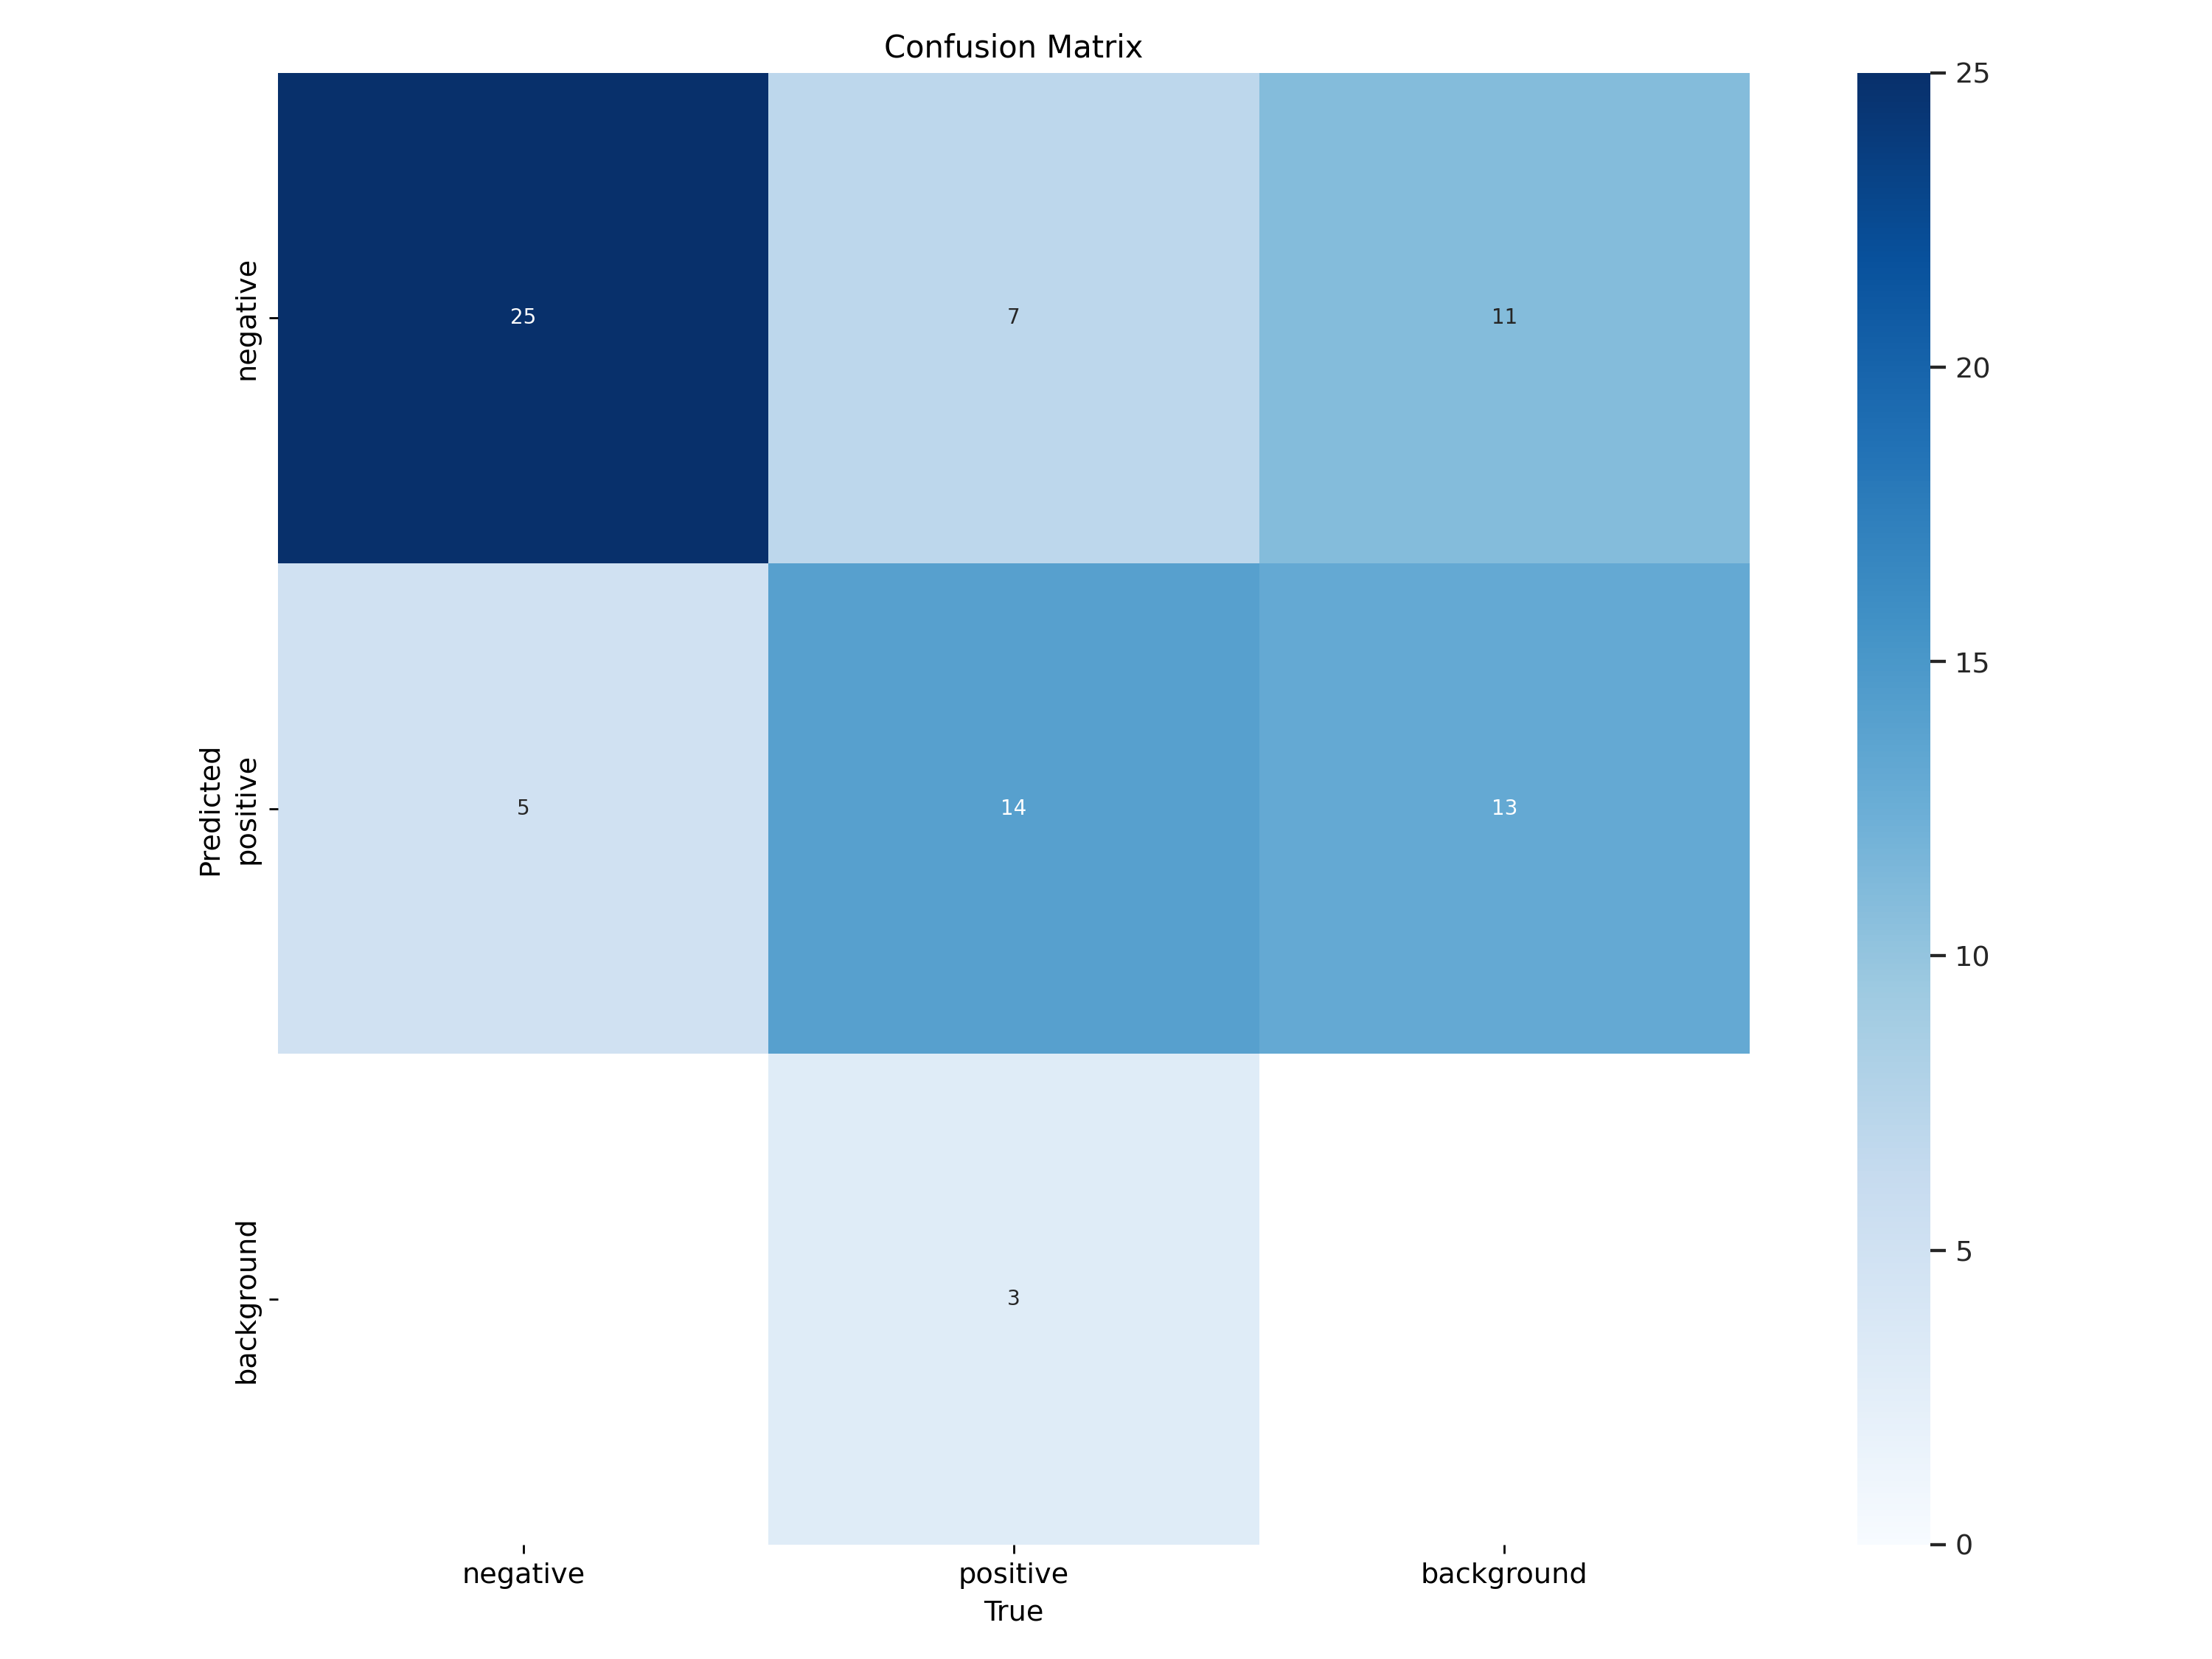 Confusion Matrix
25
20
15
10
5
0
Predicted
negative
positive
background
25 7 11
5 14 13
3
negative positive background
True